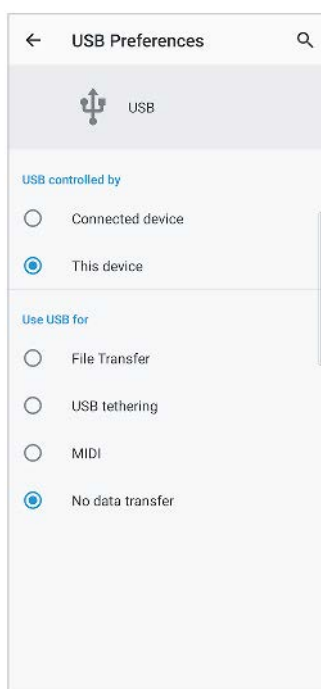 USB Preferences
USB
USB controlled by
Connected device
This device
Use USB for
File Transfer
USB tethering
MIDI
No data transfer